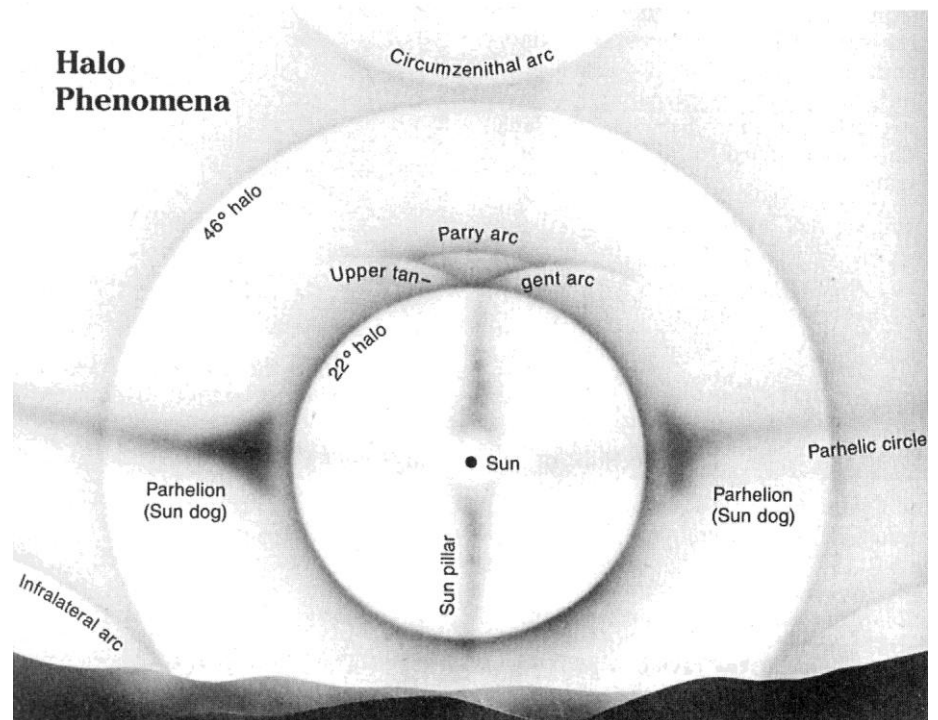 Halo
Phenomena
Circumzenithal arc
46° halo
Parry arc
Upper tan–
gent arc
22° halo
Sun
Parhelic circle
Parhelion
(Sun dog)
Parhelion
(Sun dog)
Sun pillar
Infralateral arc